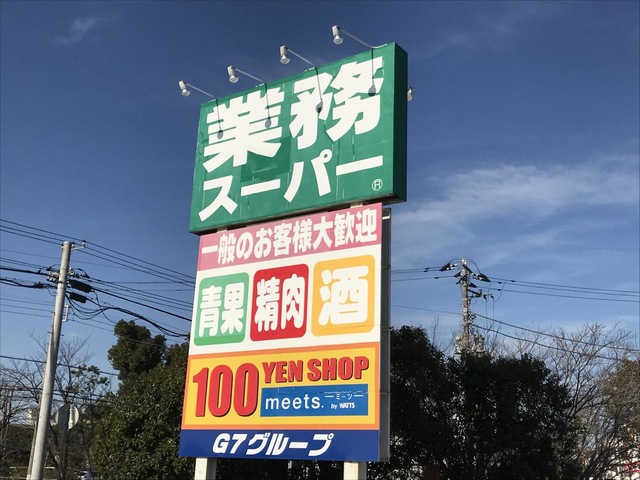 業務
スーパー®
一般のお客様大歓迎
青果 精肉 酒
100 YEN SHOP
meets. ミーツ
by WATTS
G7グループ